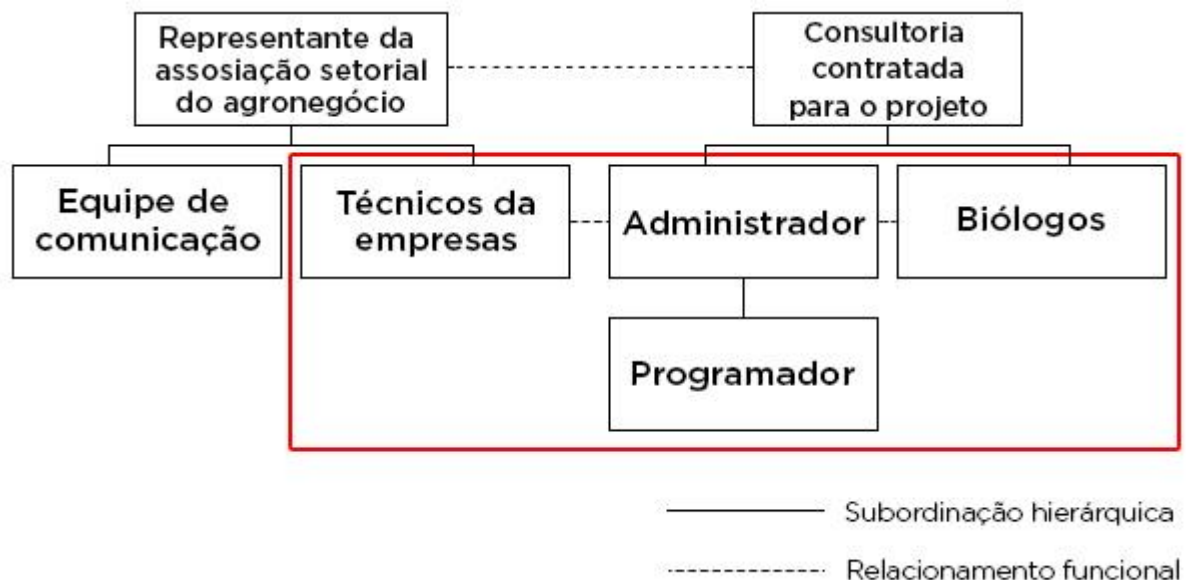 Representante da
assosiação setorial
do agronegócio
Consultoria
contratada
para o projeto
Equipe de
comunicação
Técnicos da
empresas
Administrador
Biólogos
Programador
Subordinação hierárquica
Relacionamento funcional